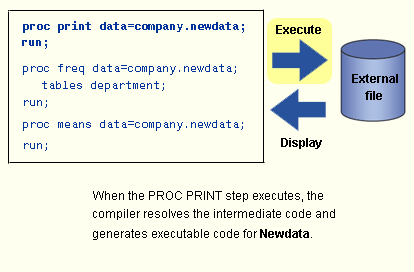 proc print data=company.newdata;
run;
proc freq data=company.newdata;
tables department;
run;
proc means data=company.newdata;
run;
Execute
External
file
Display
When the PROC PRINT step executes, the
compiler resolves the intermediate code and
generates executable code for Newdata.